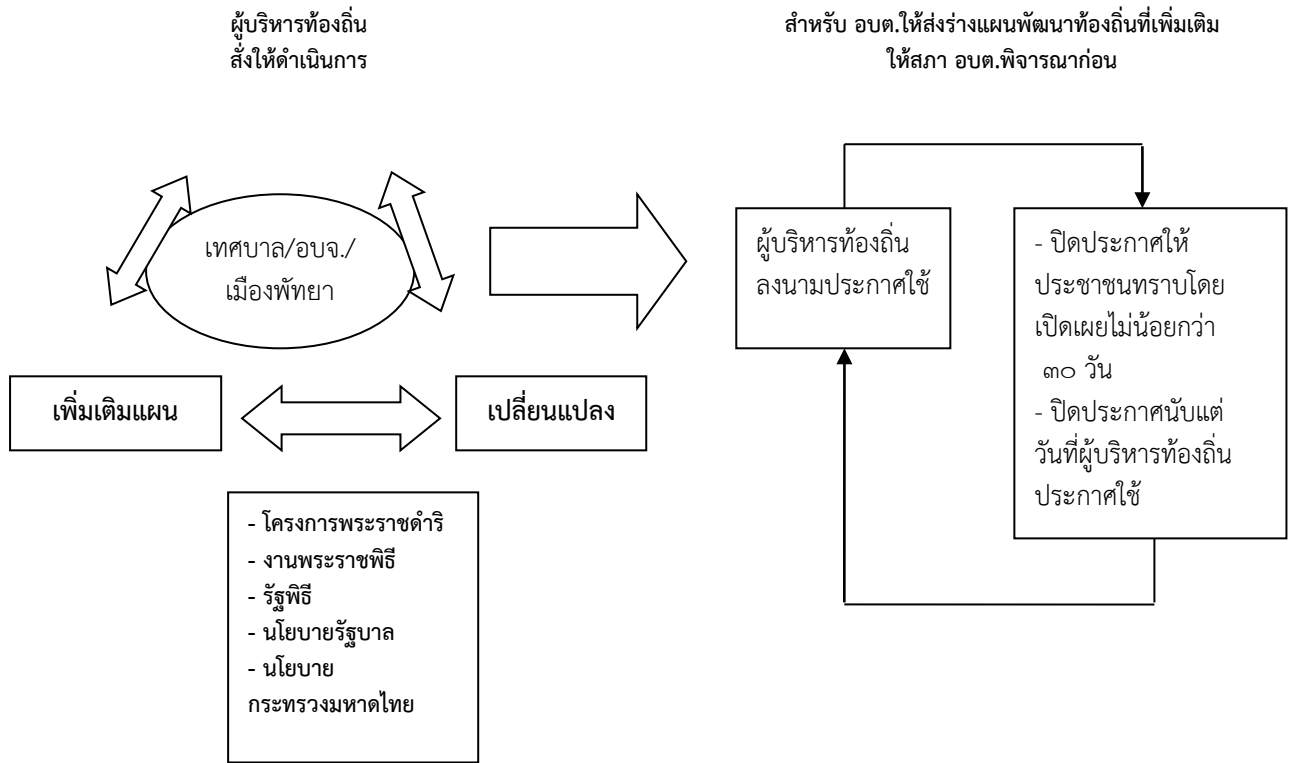 ผู้บริหารท้องถิ่น
สั่งให้ดำเนินการ
สำหรับ อบต.ให้ส่งร่างแผนพัฒนาท้องถิ่นที่เพิ่มเติม
ให้สภา อบต.พิจารณาก่อน
เทศบาล/อบจ./
เมืองพัทยา
เพิ่มเติมแผน
เปลี่ยนแปลง
- โครงการพระราชดำริ
- งานพระราชพิธี
- รัฐพิธี
- นโยบายรัฐบาล
- นโยบาย
กระทรวงมหาดไทย
ผู้บริหารท้องถิ่น
ลงนามประกาศใช้
- ปิดประกาศให้
ประชาชนทราบโดย
เปิดเผยไม่น้อยกว่า
๓๐ วัน
- ปิดประกาศนับแต่
วันที่ผู้บริหารท้องถิ่น
ประกาศใช้